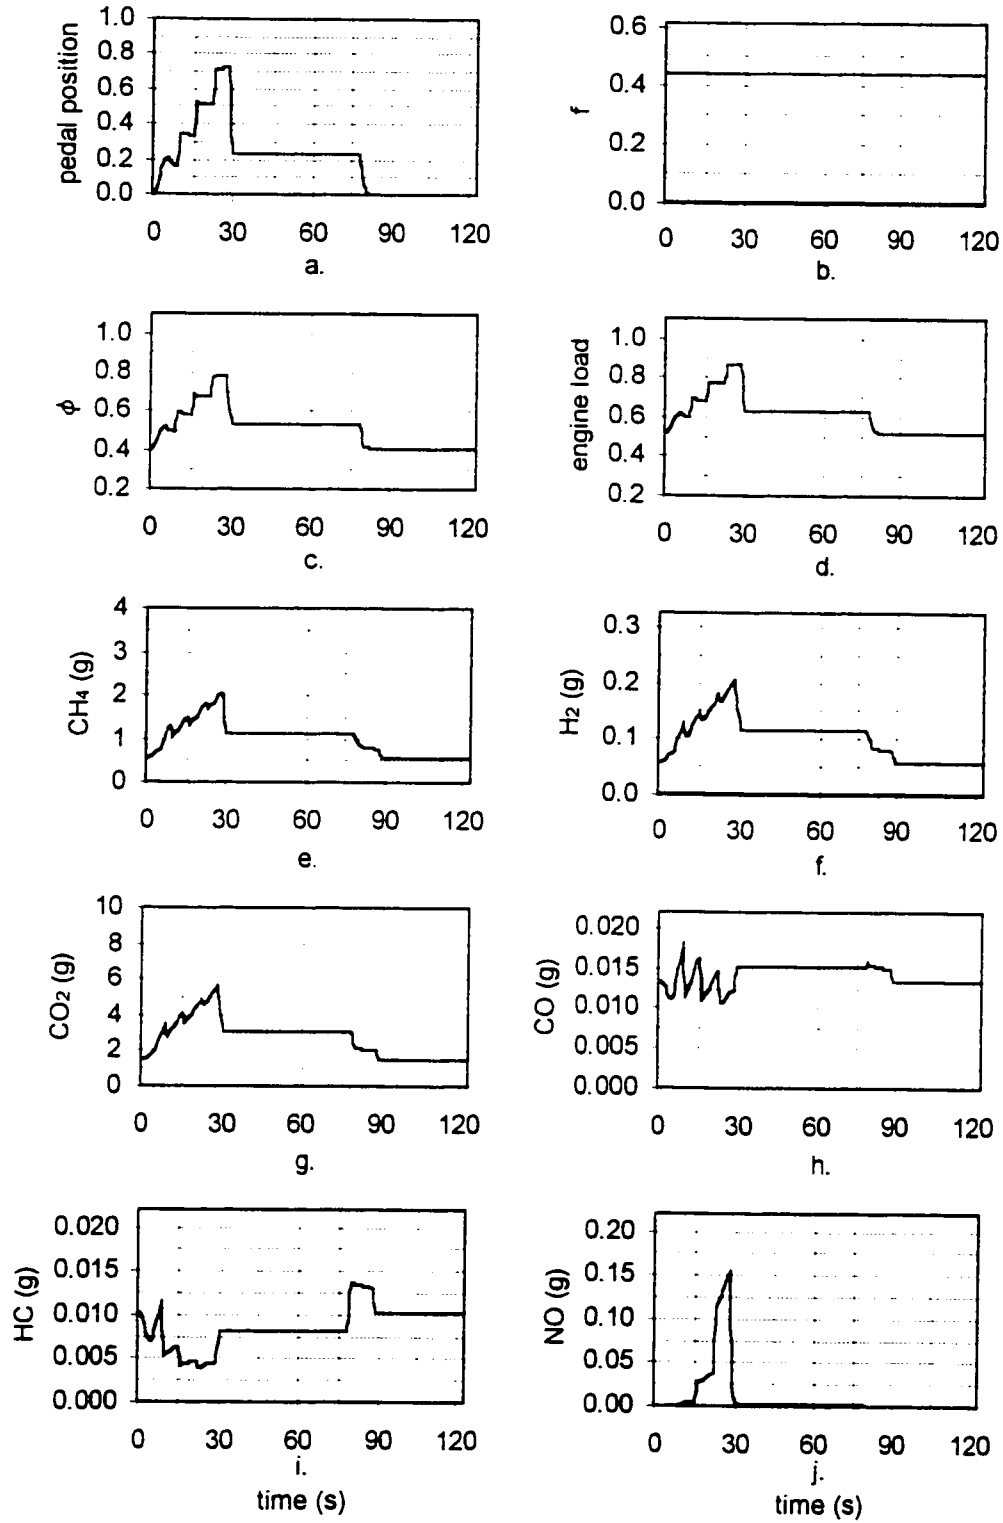 pedal position
1.0
0.8
0.6
0.4
0.2
0.0
0 30 60 90 120
a.
f
0.6
0.4
0.2
0.0
0 30 60 90 120
b.
ϕ
1.0
0.8
0.6
0.4
0.2
0 30 60 90 120
c.
engine load
1.0
0.8
0.6
0.4
0.2
0 30 60 90 120
d.
CH4 (g)
4
3
2
1
0
0 30 60 90 120
e.
H2 (g)
0.3
0.2
0.1
0.0
0 30 60 90 120
f.
CO2 (g)
10
8
6
4
2
0
0 30 60 90 120
g.
CO (g)
0.020
0.015
0.010
0.005
0.000
0 30 60 90 120
h.
HC (g)
0.020
0.015
0.010
0.005
0.000
0 30 60 90 120
i.
time (s)
NO (g)
0.20
0.15
0.10
0.05
0.00
0 30 60 90 120
j.
time (s)